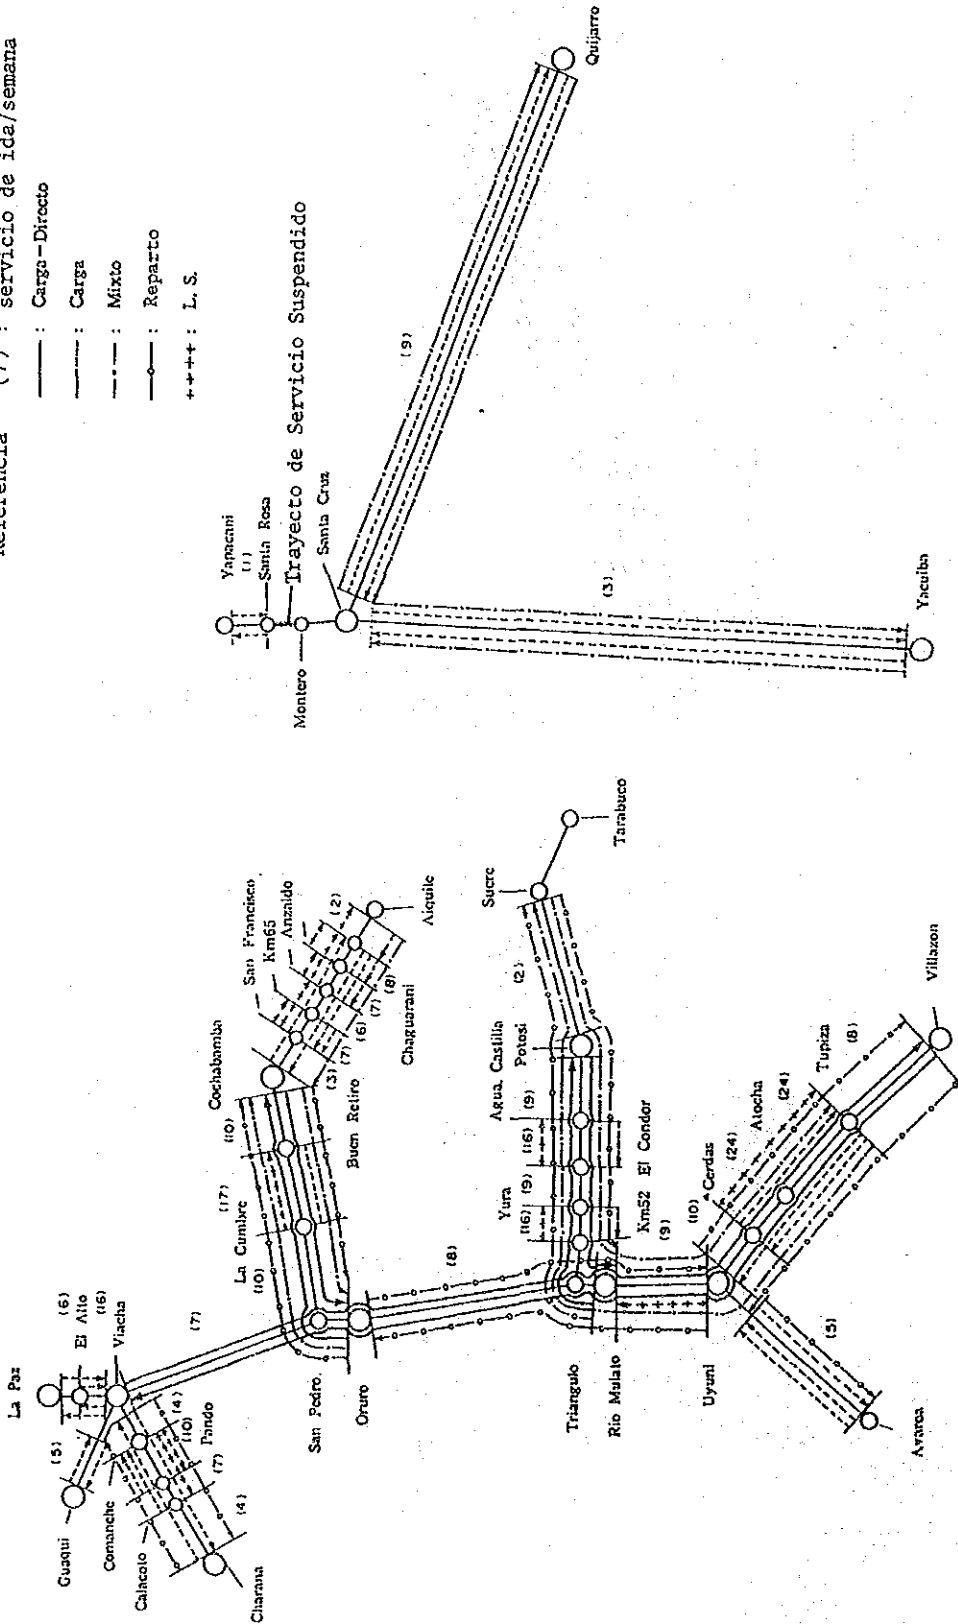 Referencia (7) : servicio de ida/semana
: Carga-Directo
: Carga
: Mixto
: Reparto
++++ : L. S.
Yapacani
(1)
Santa Rosa
Trayecto de Servicio Suspendido
Montero
Santa Cruz
(9)
Quijarro
(3)
Yacuiba
La Paz
(6)
El Alto
(16)
Viacha
(5)
Guaqui
Comanche
Calacoto
Charana
(4)
(10)
Pando
(7)
(4)
(7)
San Pedro
Oruro
La Cumbre
(10)
(17)
(10)
Cochabamba
Buen Retiro
San Francisco
Km65
Anzaldo
(2)
Aiquile
(3)
(7)
(6)
(7)
(8)
Chaguarani
(8)
Triangulo
Rio Mulato
Uyuni
Yura
(16)
(9)
(16)
(9)
Agua. Castilla
Potosi
Km52
El Condor
(9)
(2)
Sucre
Tarabuco
(10)
Cerdas
(24)
Atocha
(24)
Tupiza
(8)
Villazon
(5)
Avaroa